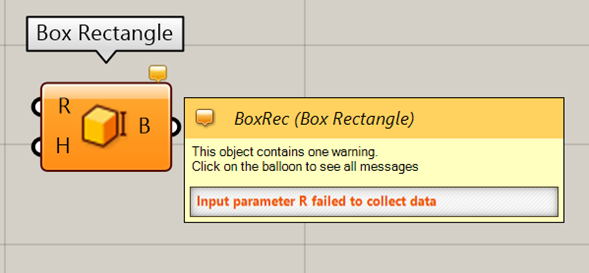 Box Rectangle
R
H
B
BoxRec (Box Rectangle)
This object contains one warning.
Click on the balloon to see all messages
Input parameter R failed to collect data